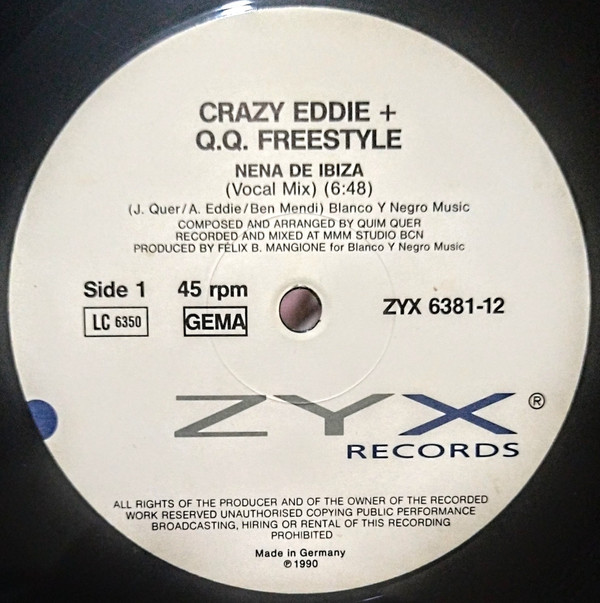 CRAZY EDDIE +
Q.Q. FREESTYLE
NENA DE IBIZA
(Vocal Mix) (6:48)
(J. Quer/A. Eddie/Ben Mendi) Blanco Y Negro Music
COMPOSED AND ARRANGED BY QUIM QUER
RECORDED AND MIXED AT MMM STUDIO BCN
PRODUCED BY FELIX B. MANGIONE for Blanco Y Negro Music
Side 1 45 rpm
LC 6350 GEMA ZYX 6381-12
ZYX ®
RECORDS
ALL RIGHTS OF THE PRODUCER AND OF THE OWNER OF THE RECORDED
WORK RESERVED UNAUTHORISED COPYING PUBLIC PERFORMANCE
BROADCASTING, HIRING OR RENTAL OF THIS RECORDING
PROHIBITED
Made in Germany
℗ 1990